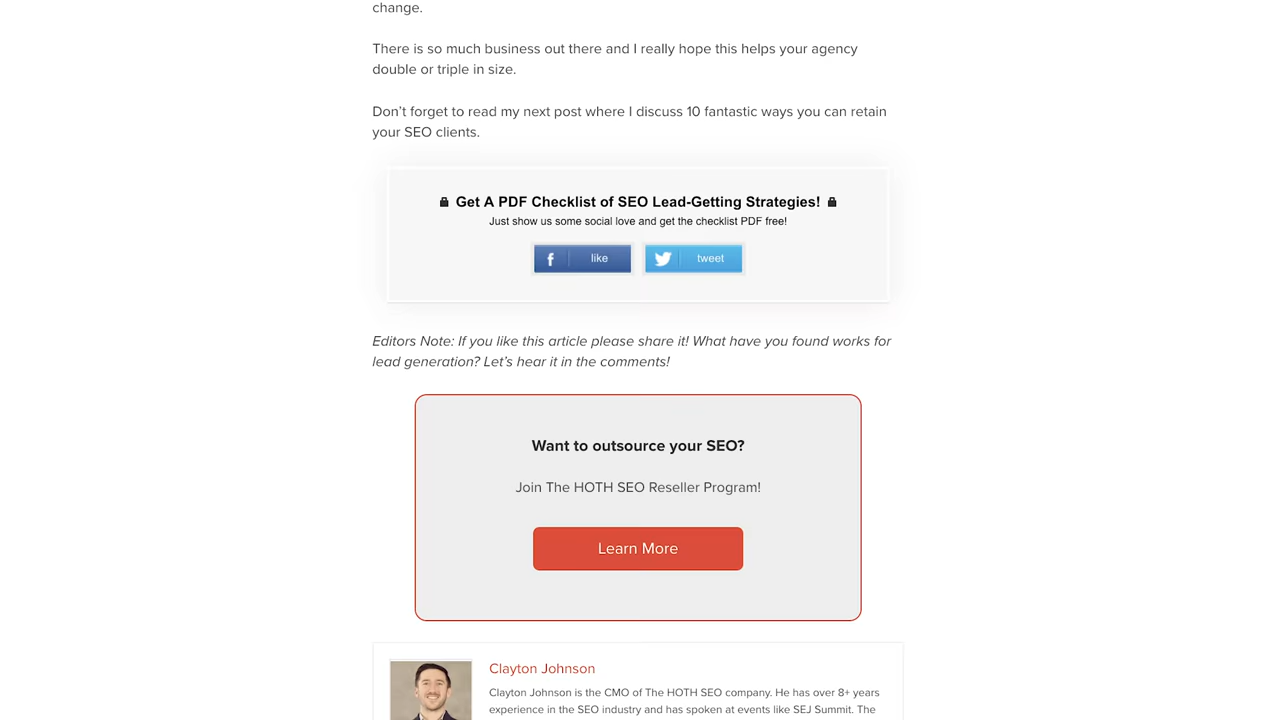 change.
There is so much business out there and I really hope this helps your agency
double or triple in size.
Don’t forget to read my next post where I discuss 10 fantastic ways you can retain
your SEO clients.
Get A PDF Checklist of SEO Lead-Getting Strategies!
Just show us some social love and get the checklist PDF free!
like
tweet
Editors Note: If you like this article please share it! What have you found works for
lead generation? Let’s hear it in the comments!
Want to outsource your SEO?
Join The HOTH SEO Reseller Program!
Learn More
Clayton Johnson
Clayton Johnson is the CMO of The HOTH SEO company. He has over 8+ years
experience in the SEO industry and has spoken at events like SEJ Summit. The